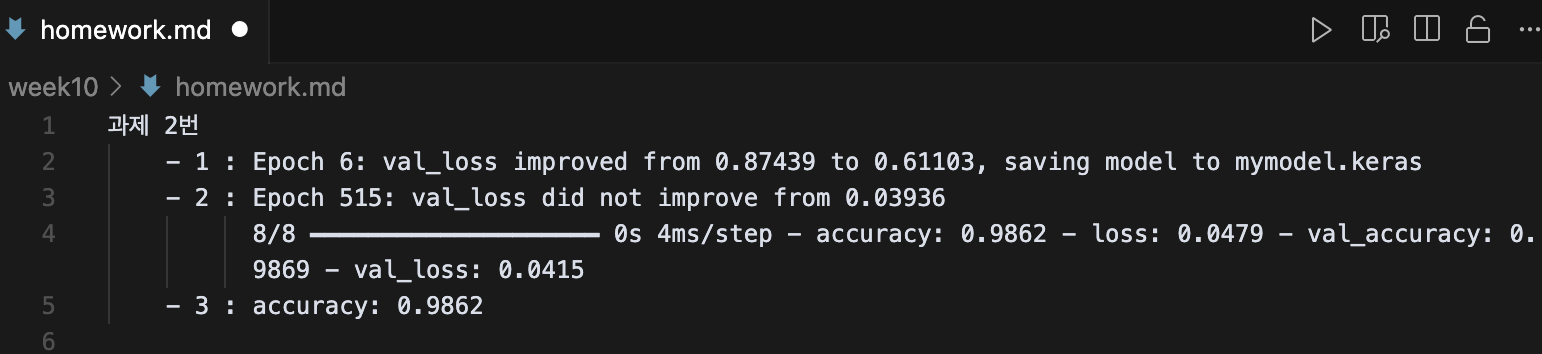 homework.md
week10 > homework.md
1 과제 2번
2 - 1 : Epoch 6: val_loss improved from 0.87439 to 0.61103, saving model to mymodel.keras
3 - 2 : Epoch 515: val_loss did not improve from 0.03936
4 8/8 ━━━━━━━━━━━━━━━━━━━━ 0s 4ms/step - accuracy: 0.9862 - loss: 0.0479 - val_accuracy: 0.
9869 - val_loss: 0.0415
5 - 3 : accuracy: 0.9862
6